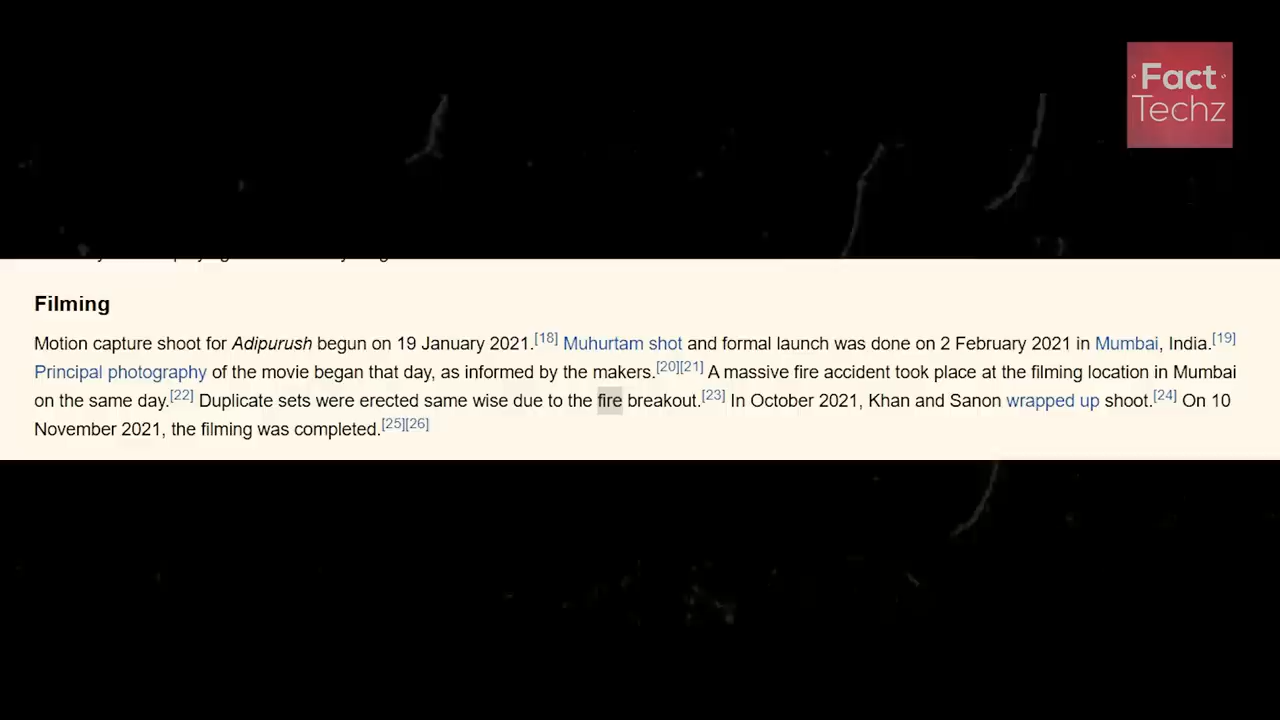 Fact
Techz
Filming
Motion capture shoot for Adipurush begun on 19 January 2021.[18] Muhurtam shot and formal launch was done on 2 February 2021 in Mumbai, India.[19]
Principal photography of the movie began that day, as informed by the makers.[20][21] A massive fire accident took place at the filming location in Mumbai
on the same day.[22] Duplicate sets were erected same wise due to the fire breakout.[23] In October 2021, Khan and Sanon wrapped up shoot.[24] On 10
November 2021, the filming was completed.[25][26]